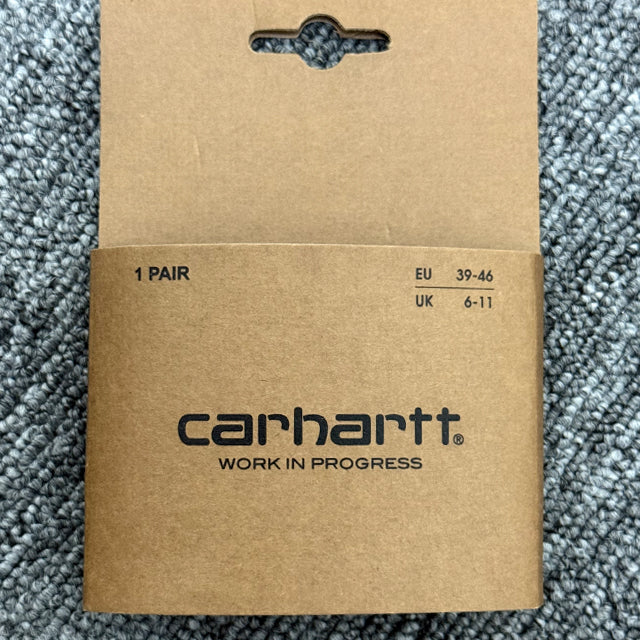 1 PAIR
EU 39-46
UK 6-11
carhartt®
WORK IN PROGRESS